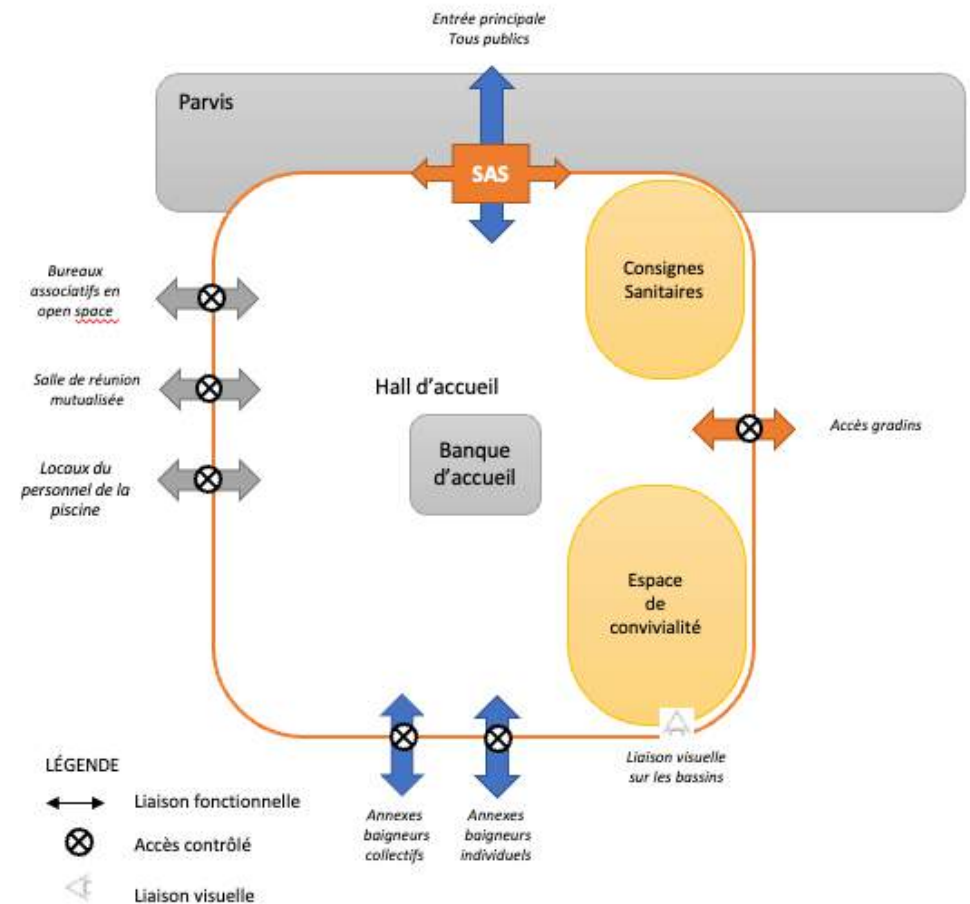 Entrée principale
Tous publics
Parvis
SAS
Consignes
Sanitaires
Bureaux
associatifs en
open space
Salle de réunion
mutualisée
Hall d'accueil
Accès gradins
Banque
d'accueil
Locaux du
personnel de la
piscine
Espace
de
convivialité
Liaison visuelle
sur les bassins
Annexes
baigneurs
collectifs
Annexes
baigneurs
individuels
LÉGENDE
Liaison fonctionnelle
Accès contrôlé
Liaison visuelle